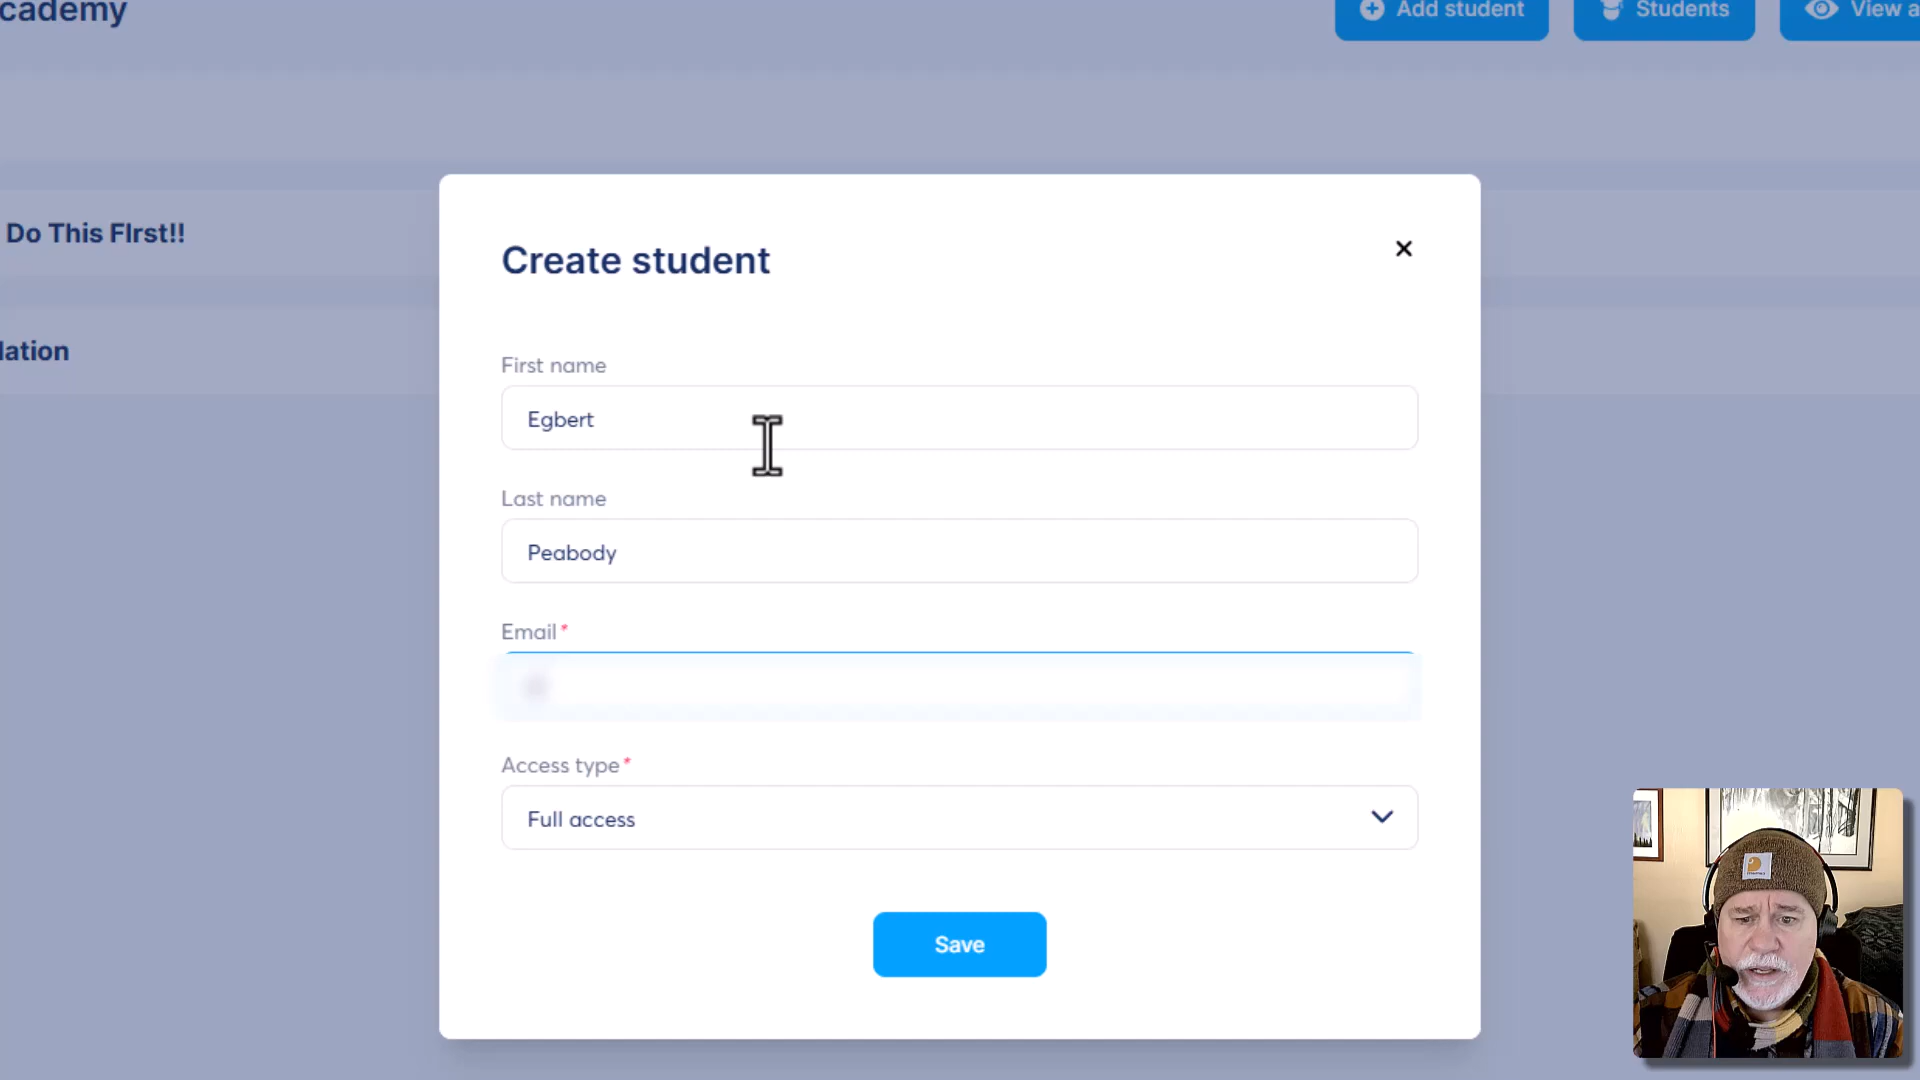 cademy
Add student
Students
View a
Do This FIrst!!
lation
Create student
First name
Egbert
Last name
Peabody
Email*
Access type*
Full access
Save